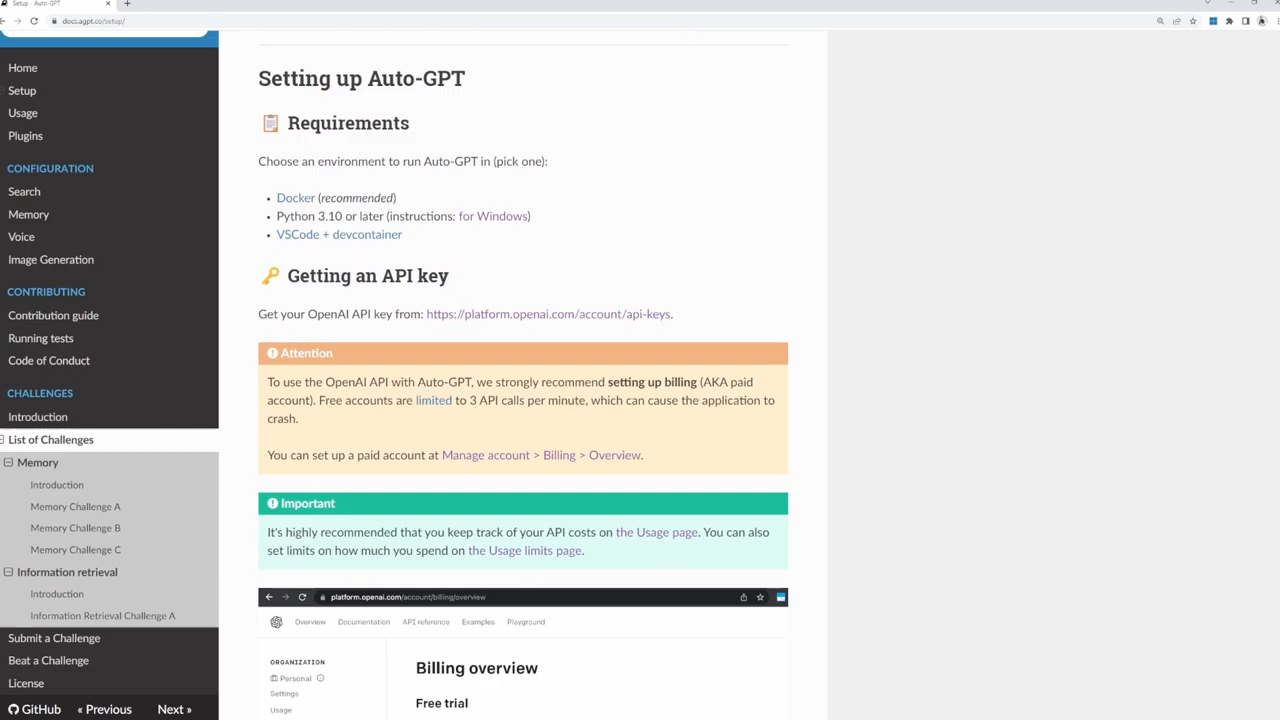 Setup - Auto-GPT
docs.agpt.co/setup/
Home
Setup
Usage
Plugins
CONFIGURATION
Search
Memory
Voice
Image Generation
CONTRIBUTING
Contribution guide
Running tests
Code of Conduct
CHALLENGES
Introduction
List of Challenges
Memory
Introduction
Memory Challenge A
Memory Challenge B
Memory Challenge C
Information retrieval
Introduction
Information Retrieval Challenge A
Submit a Challenge
Beat a Challenge
License
GitHub « Previous Next »
Setting up Auto-GPT
Requirements
Choose an environment to run Auto-GPT in (pick one):
• Docker (recommended)
• Python 3.10 or later (instructions: for Windows)
• VSCode + devcontainer
Getting an API key
Get your OpenAI API key from: https://platform.openai.com/account/api-keys.
Attention
To use the OpenAI API with Auto-GPT, we strongly recommend setting up billing (AKA paid
account). Free accounts are limited to 3 API calls per minute, which can cause the application to
crash.
You can set up a paid account at Manage account > Billing > Overview.
Important
It's highly recommended that you keep track of your API costs on the Usage page. You can also
set limits on how much you spend on the Usage limits page.
platform.openai.com/account/billing/overview
Overview Documentation API reference Examples Playground
ORGANIZATION
Personal
Settings
Usage
Billing overview
Free trial